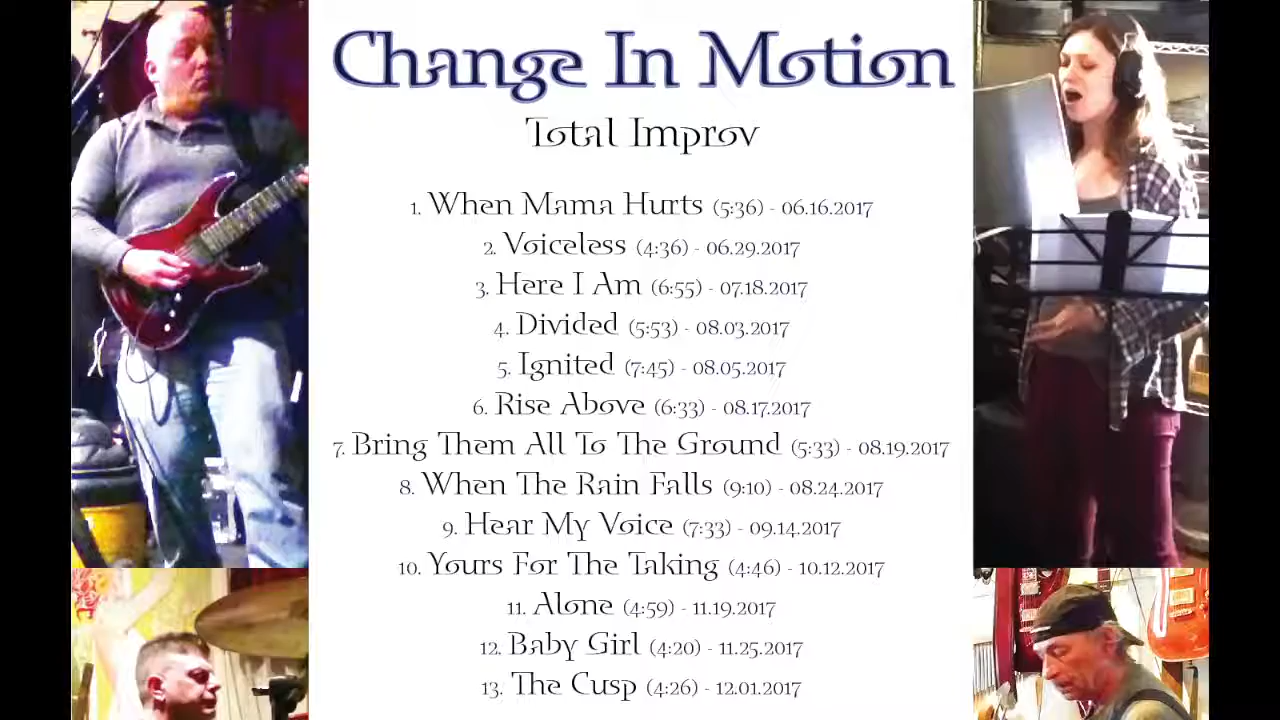 Change In Motion
Total Improv
1. When Mama Hurts (5:36) - 06.16.2017
2. Voiceless (4:36) - 06.29.2017
3. Here I Am (6:55) - 07.18.2017
4. Divided (5:53) - 08.03.2017
5. Ignited (7:45) - 08.05.2017
6. Rise Above (6:33) - 08.17.2017
7. Bring Them All To The Ground (5:33) - 08.19.2017
8. When The Rain Falls (9:10) - 08.24.2017
9. Hear My Voice (7:33) - 09.14.2017
10. Yours For The Taking (4:46) - 10.12.2017
11. Alone (4:59) - 11.19.2017
12. Baby Girl (4:20) - 11.25.2017
13. The Cusp (4:26) - 12.01.2017